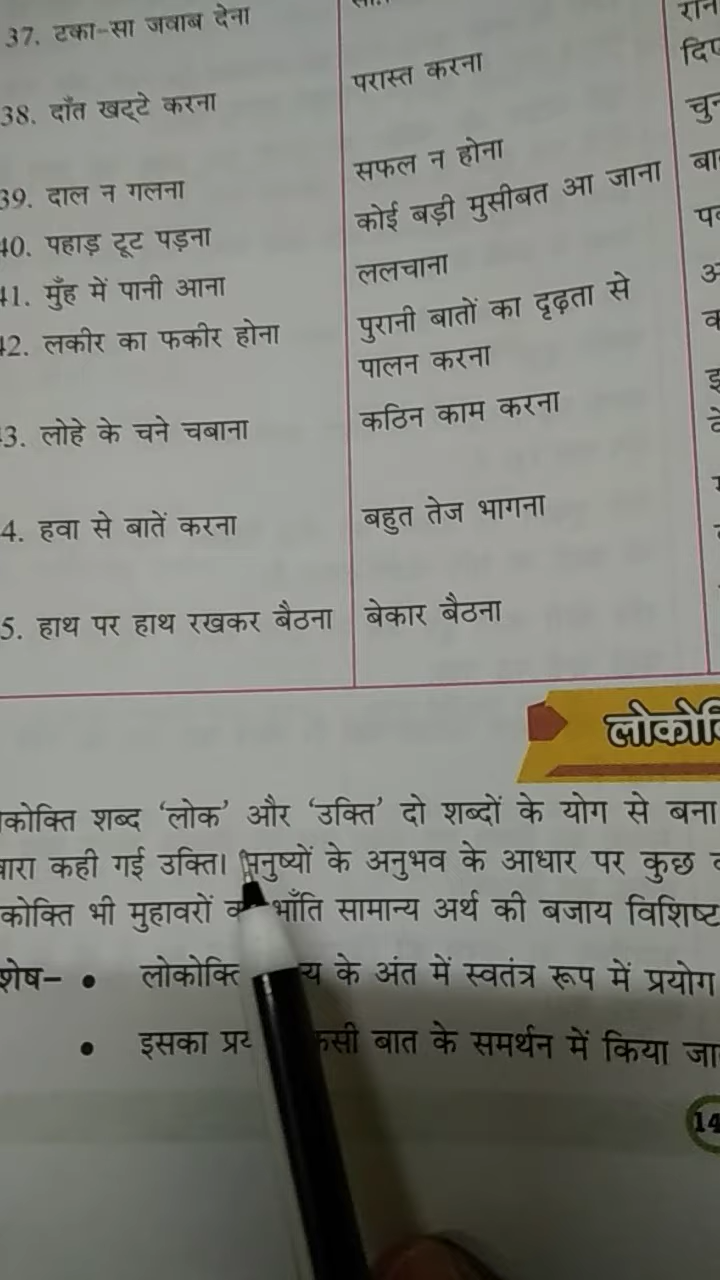 37. टका-सा जवाब देना
38. दाँत खट्टे करना
परास्त करना
39. दाल न गलना
सफल न होना
40. पहाड़ टूट पड़ना
कोई बड़ी मुसीबत आ जाना
41. मुँह में पानी आना
ललचाना
42. लकीर का फकीर होना
पुरानी बातों का दृढ़ता से
पालन करना
3. लोहे के चने चबाना
कठिन काम करना
4. हवा से बातें करना
बहुत तेज भागना
5. हाथ पर हाथ रखकर बैठना
बेकार बैठना
कोक्ति शब्द ‘लोक’ और ‘उक्ति’ दो शब्दों के योग से बना
कही गई उक्ति। मनुष्यों के अनुभव के आधार पर कुछ
कोक्ति भी मुहावरों भाँति सामान्य अर्थ की बजाय विशिष्ट
शेष– • लोकोक्ति के अंत में स्वतंत्र रूप में प्रयोग
• इसका बात के समर्थन में किया जा
14